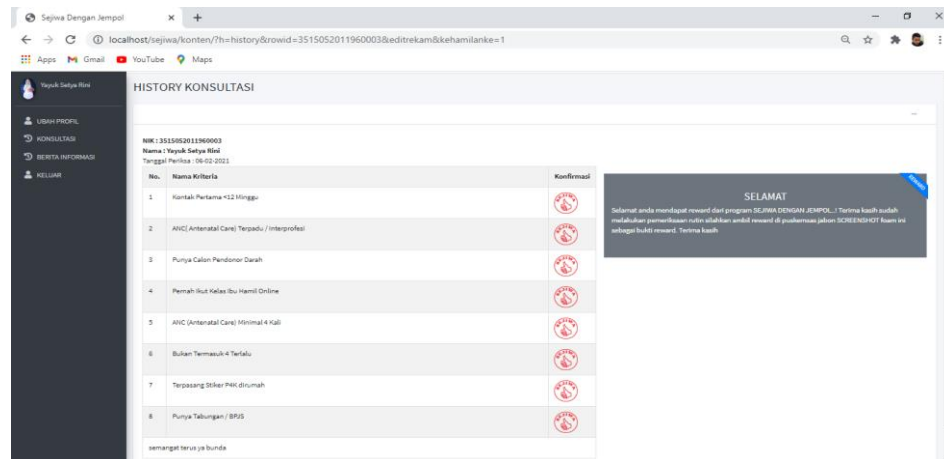 Sejiwa Dengan Jempol
localhost/sejiwa/konten/?h=history&rowid=3515052011960003&editrekam&kehamilanke=1
Apps Gmail YouTube Maps
Yayuk Setya Rini
UBAH PROFIL
KONSULTASI
BERITA INFORMASI
KELUAR
HISTORY KONSULTASI
NIK : 3515052011960003
Nama : Yayuk Setya Rini
Tanggal Periksa : 06-02-2021
No. Nama Kriteria Konfirmasi
1 Kontak Pertama <12 Minggu
2 ANC( Antenatal Care) Terpadu / Interprofesi
3 Punya Calon Pendonor Darah
4 Pernah Ikut Kelas Ibu Hamil Online
5 ANC (Antenatal Care) Minimal 4 Kali
6 Bukan Termasuk 4 Terlalu
7 Terpasang Stiker P4K dirumah
8 Punya Tabungan / BPJS
semangat terus ya bunda
REWARD
SELAMAT
Selamat anda mendapat reward dari program SEJIWA DENGAN JEMPOL..! Terima kasih sudah
melakukan pemeriksaan rutin silahkan ambil reward di puskemsas jabon SCREENSHOT foam ini
sebagai bukti reward. Terima kasih